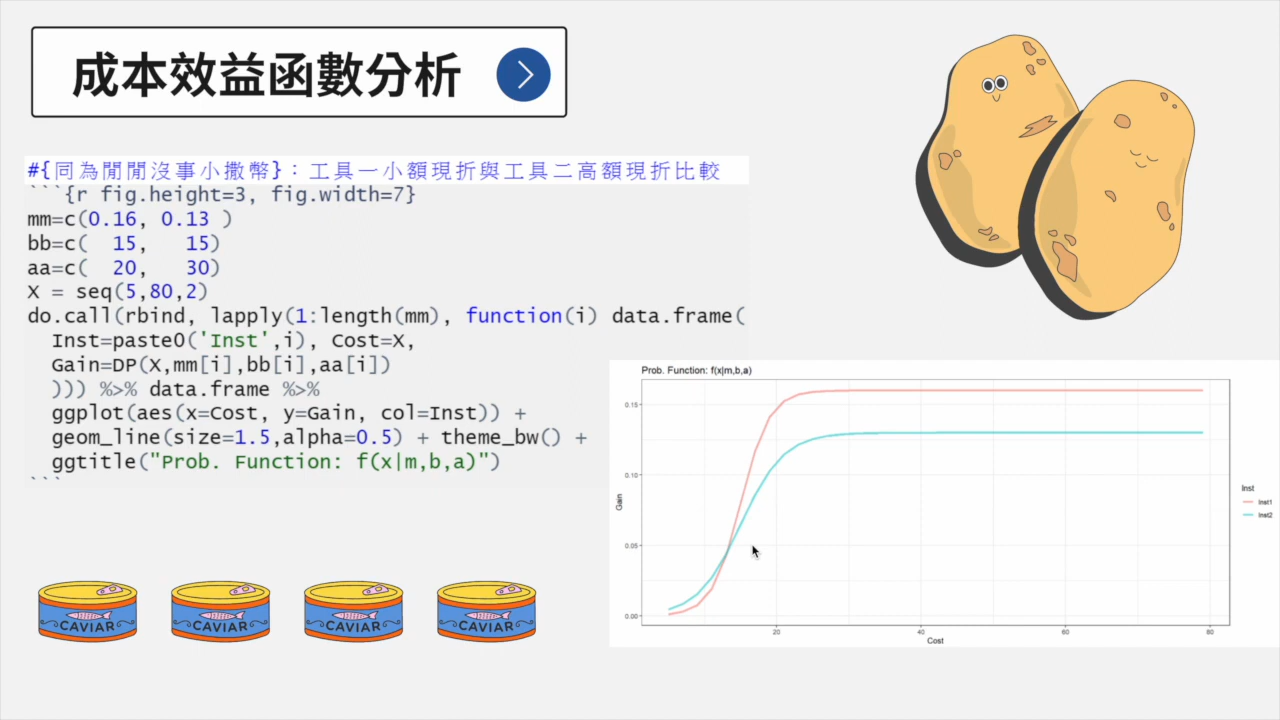 成本效益函數分析
#{同為閒閒沒事小撒幣}：工具一小額現折與工具二高額現折比較
```{r fig.height=3, fig.width=7}
mm=c(0.16, 0.13 )
bb=c(  15,   15)
aa=c(  20,   30)
X = seq(5,80,2)
do.call(rbind, lapply(1:length(mm), function(i) data.frame(
  Inst=paste0('Inst',i), Cost=X,
  Gain=DP(X,mm[i],bb[i],aa[i])
  ))) %>% data.frame %>%
  ggplot(aes(x=Cost, y=Gain, col=Inst)) +
  geom_line(size=1.5,alpha=0.5) + theme_bw() +
  ggtitle("Prob. Function: f(x|m,b,a)")
```
Prob. Function: f(x|m,b,a)
0.15
0.10
0.05
0.00
Gain
20 40 60 80
Cost
Inst
Inst1
Inst2
CAVIAR CAVIAR CAVIAR CAVIAR